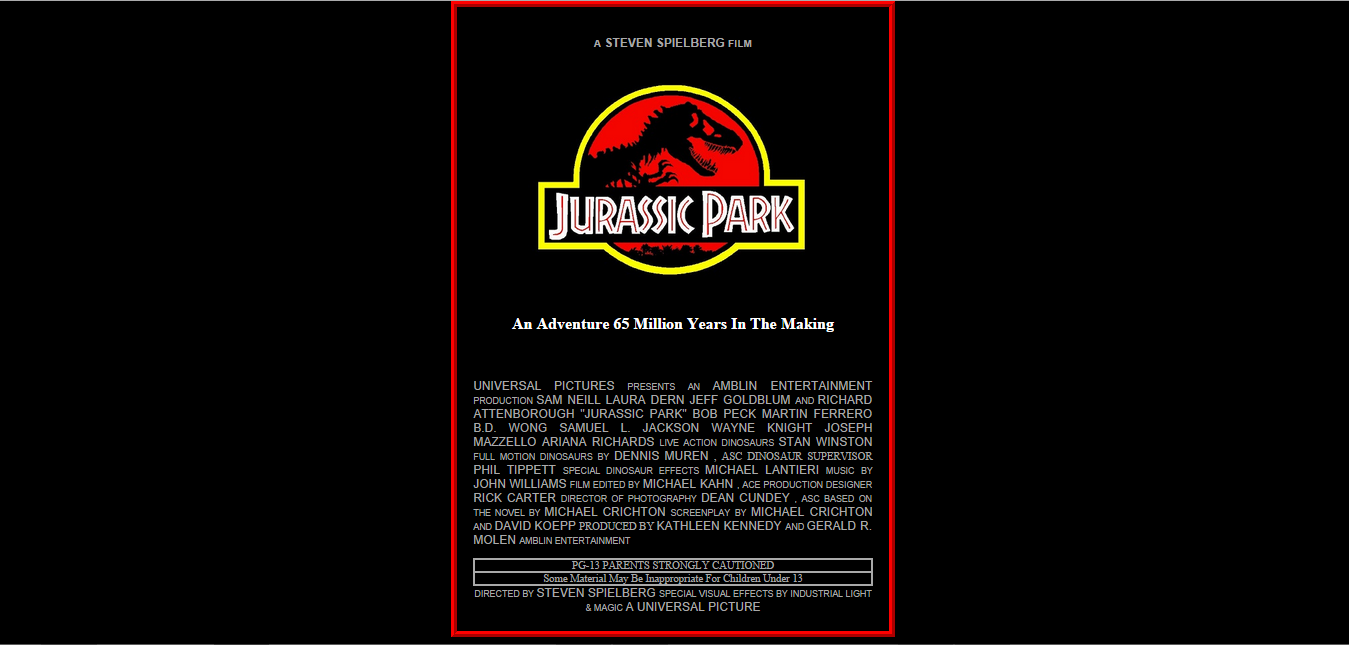 A STEVEN SPIELBERG FILM
JURASSIC PARK
An Adventure 65 Million Years In The Making
UNIVERSAL PICTURES PRESENTS AN AMBLIN ENTERTAINMENT
PRODUCTION SAM NEILL LAURA DERN JEFF GOLDBLUM AND RICHARD
ATTENBOROUGH "JURASSIC PARK" BOB PECK MARTIN FERRERO
B.D. WONG SAMUEL L. JACKSON WAYNE KNIGHT JOSEPH
MAZZELLO ARIANA RICHARDS LIVE ACTION DINOSAURS STAN WINSTON
FULL MOTION DINOSAURS BY DENNIS MUREN , ASC DINOSAUR SUPERVISOR
PHIL TIPPETT SPECIAL DINOSAUR EFFECTS MICHAEL LANTIERI MUSIC BY
JOHN WILLIAMS FILM EDITED BY MICHAEL KAHN , ACE PRODUCTION DESIGNER
RICK CARTER DIRECTOR OF PHOTOGRAPHY DEAN CUNDEY , ASC BASED ON
THE NOVEL BY MICHAEL CRICHTON SCREENPLAY BY MICHAEL CRICHTON
AND DAVID KOEPP PRODUCED BY KATHLEEN KENNEDY AND GERALD R.
MOLEN AMBLIN ENTERTAINMENT
PG-13 PARENTS STRONGLY CAUTIONED
Some Material May Be Inappropriate For Children Under 13
DIRECTED BY STEVEN SPIELBERG SPECIAL VISUAL EFFECTS BY INDUSTRIAL LIGHT
& MAGIC A UNIVERSAL PICTURE